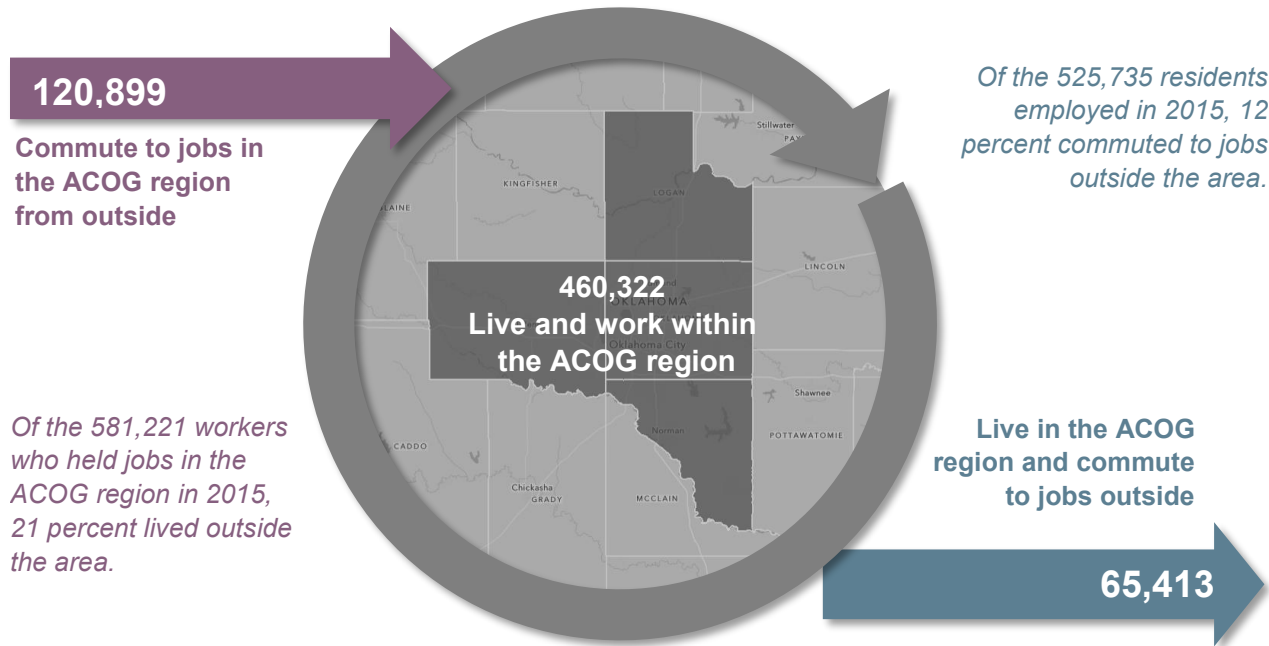 120,899
Commute to jobs in
the ACOG region
from outside
Of the 525,735 residents
employed in 2015, 12
percent commuted to jobs
outside the area.
Stillwater
PAY
KINGFISHER
LOGAN
LAINE
LINCOLN
460,322
OKLAHOMA
Live and work within
Oklahoma City
the ACOG region
Shawnee
Norman
POTTAWATOMIE
CADDO
Chickasha
GRADY
MCCLAIN
Of the 581,221 workers
who held jobs in the
ACOG region in 2015,
21 percent lived outside
the area.
Live in the ACOG
region and commute
to jobs outside
65,413